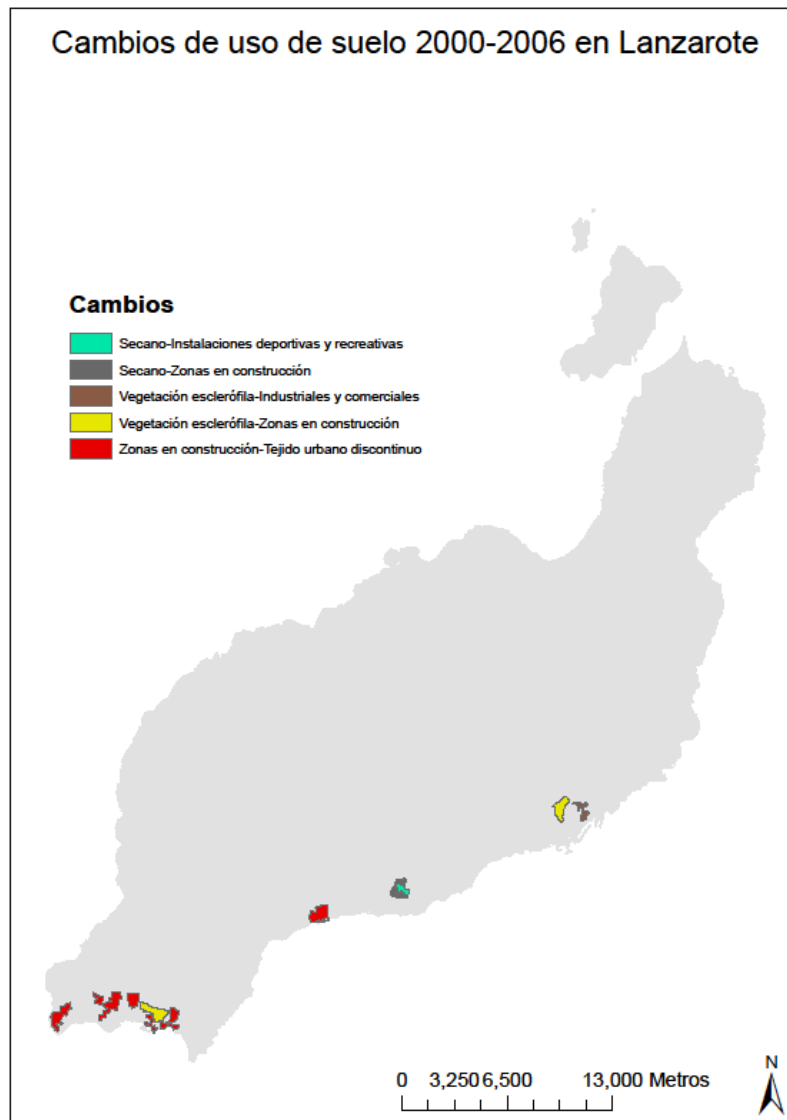 Cambios de uso de suelo 2000-2006 en Lanzarote
Cambios
Secano-Instalaciones deportivas y recreativas
Secano-Zonas en construcción
Vegetación esclerófila-Industriales y comerciales
Vegetación esclerófila-Zonas en construcción
Zonas en construcción-Tejido urbano discontinuo
0 3,250 6,500 13,000 Metros
N